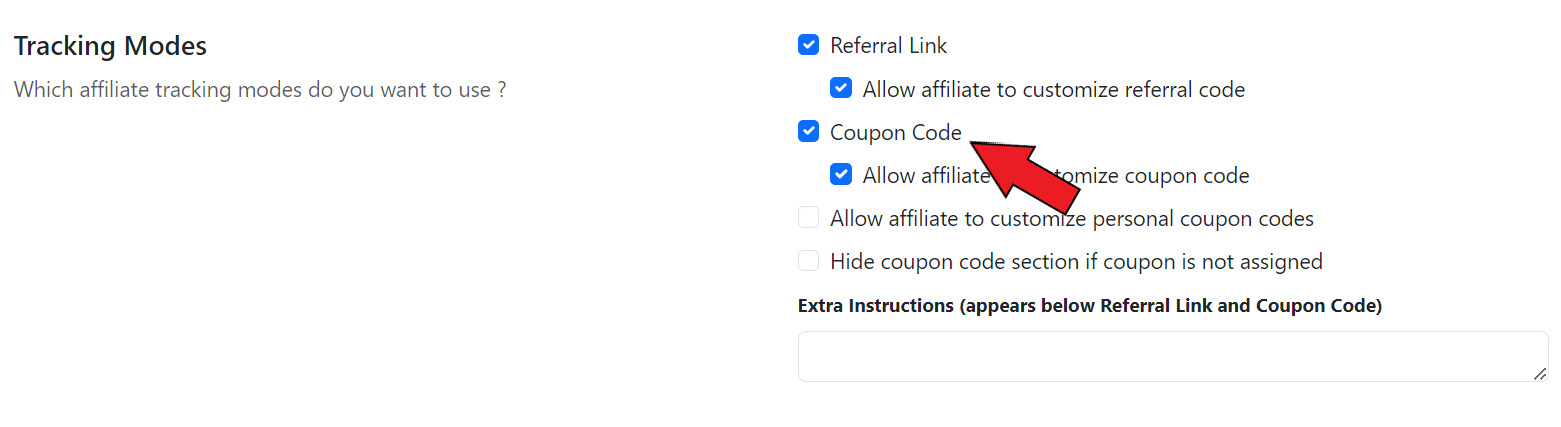 Tracking Modes
Which affiliate tracking modes do you want to use ?
Referral Link
Allow affiliate to customize referral code
Coupon Code
Allow affiliate tomize coupon code
Allow affiliate to customize personal coupon codes
Hide coupon code section if coupon is not assigned
Extra Instructions (appears below Referral Link and Coupon Code)